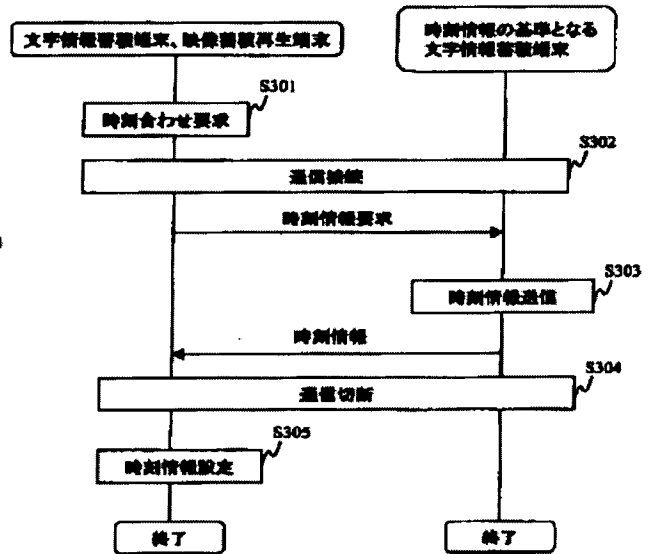 文字情報蓄積端末、映像蓄積再生端末
時刻情報の基準となる
文字情報蓄積端末
S301
時刻合わせ要求
S302
通信接続
時刻情報要求
S303
時刻情報送信
時刻情報
S304
通信切断
S305
時刻情報設定
終了
終了